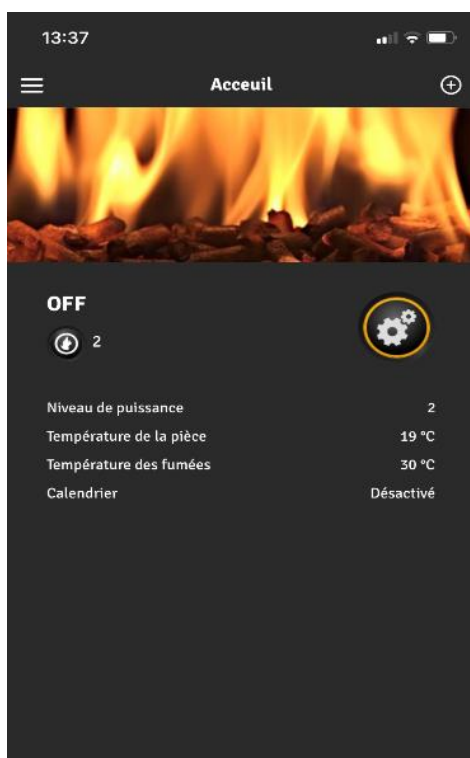 13:37
Acceuil
OFF
2
Niveau de puissance 2
Température de la pièce 19 °C
Température des fumées 30 °C
Calendrier Désactivé